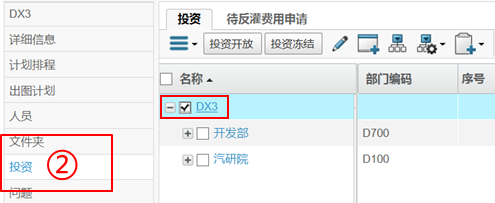 DX3
详细信息
计划排程
出图计划
人员
文件夹
投资
②
问题
投资 待反灌费用申请
投资开放 投资冻结
名称 部门编码 序号
DX3
开发部 D700
汽研院 D100